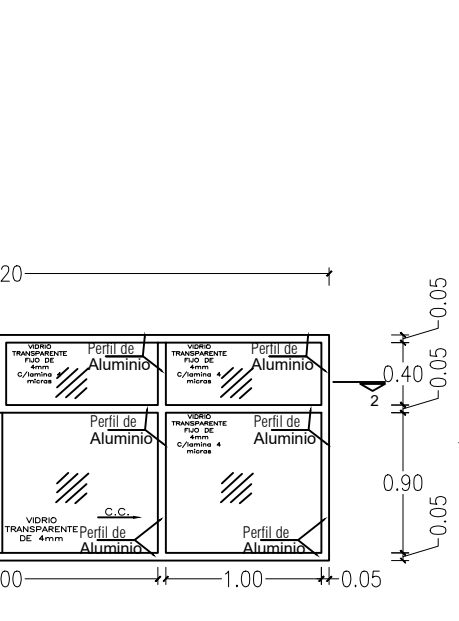 20
0.05
VIDRIO
TRANSPARENTE
FIJO DE
4mm
C/lamina 4
micras
Perfil de
Aluminio
VIDRIO
TRANSPARENTE
FIJO DE
4mm
C/lamina 4
micras
Perfil de
Aluminio
0.40
0.05
2
Perfil de
Aluminio
VIDRIO
TRANSPARENTE
FIJO DE
4mm
C/lamina 4
micras
Perfil de
Aluminio
0.90
C.C.
VIDRIO
TRANSPARENTE
DE 4mm
Perfil de
Aluminio
Perfil de
Aluminio
0.05
00
1.00
0.05